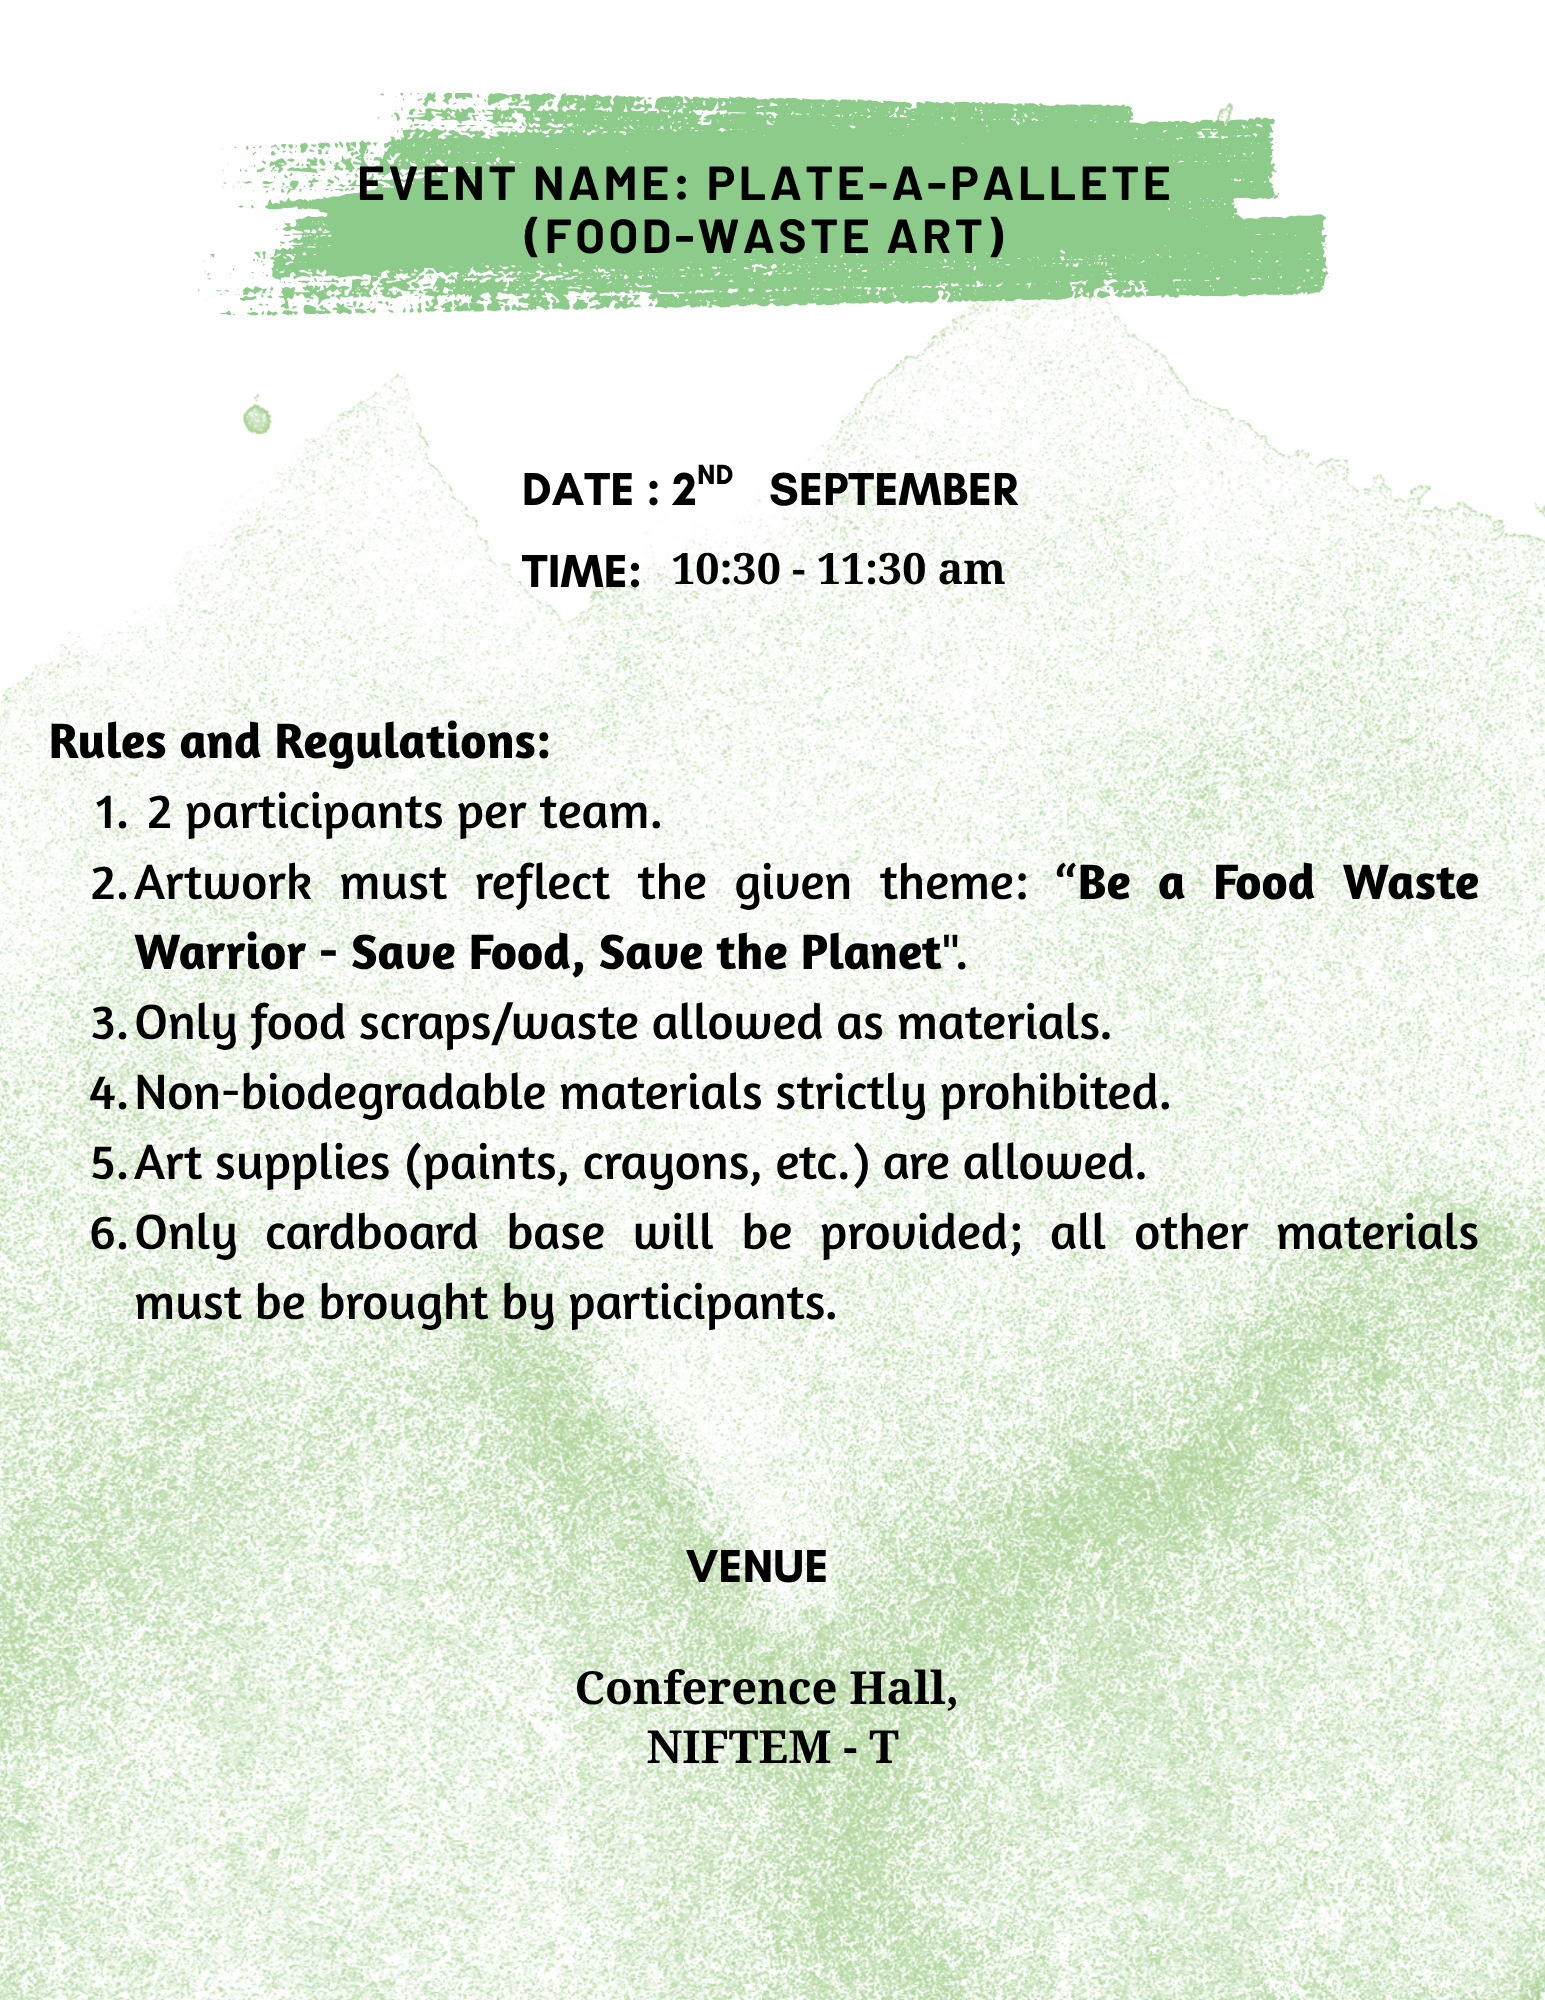 EVENT NAME: PLATE-A-PALLETE
(FOOD-WASTE ART)
DATE : 2ND SEPTEMBER
TIME: 10:30 - 11:30 am
Rules and Regulations:
1. 2 participants per team.
2. Artwork must reflect the given theme: “Be a Food Waste
Warrior - Save Food, Save the Planet".
3. Only food scraps/waste allowed as materials.
4. Non-biodegradable materials strictly prohibited.
5. Art supplies (paints, crayons, etc.) are allowed.
6. Only cardboard base will be provided; all other materials
must be brought by participants.
VENUE
Conference Hall,
NIFTEM - T